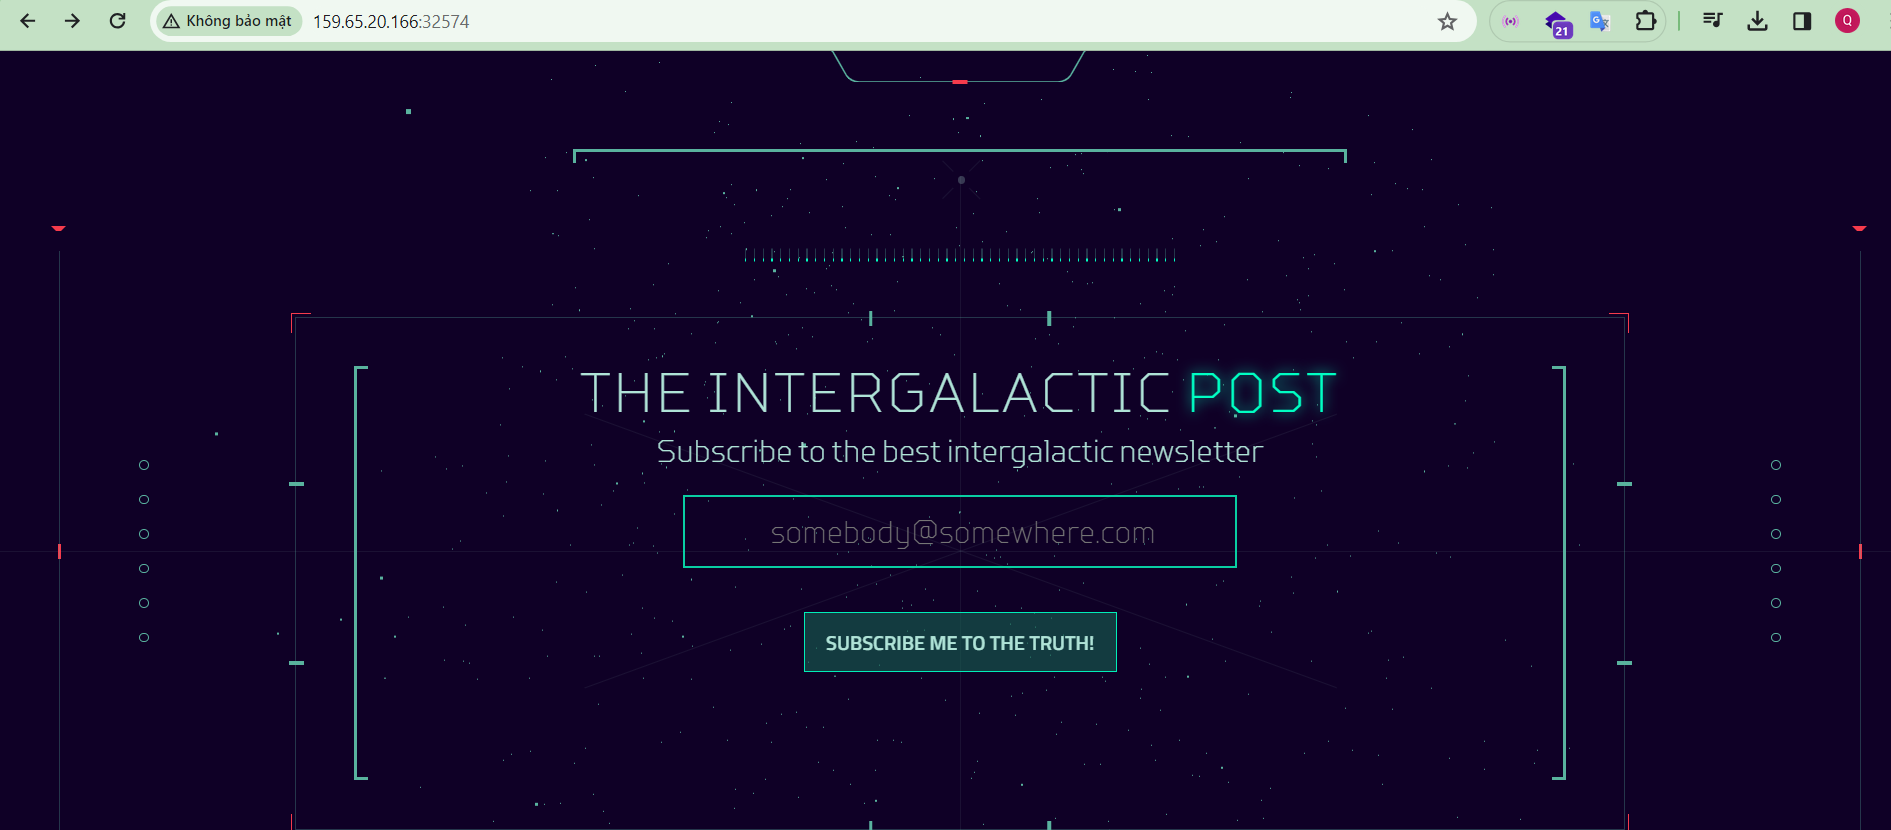 Không bảo mật 159.65.20.166:32574
21
Q
THE INTERGALACTIC POST
Subscribe to the best intergalactic newsletter
somebody@somewhere.com
SUBSCRIBE ME TO THE TRUTH!